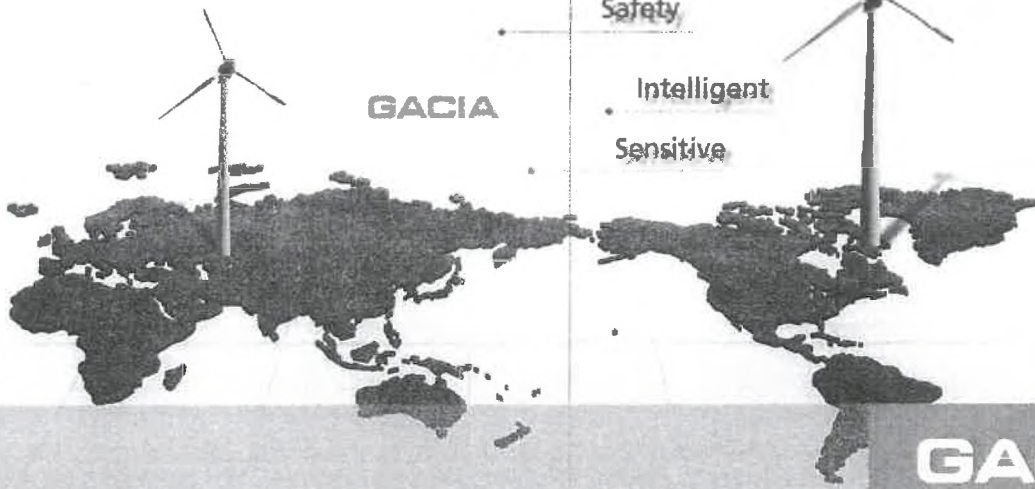 Safety
GACIA
Intelligent
Sensitive
GA